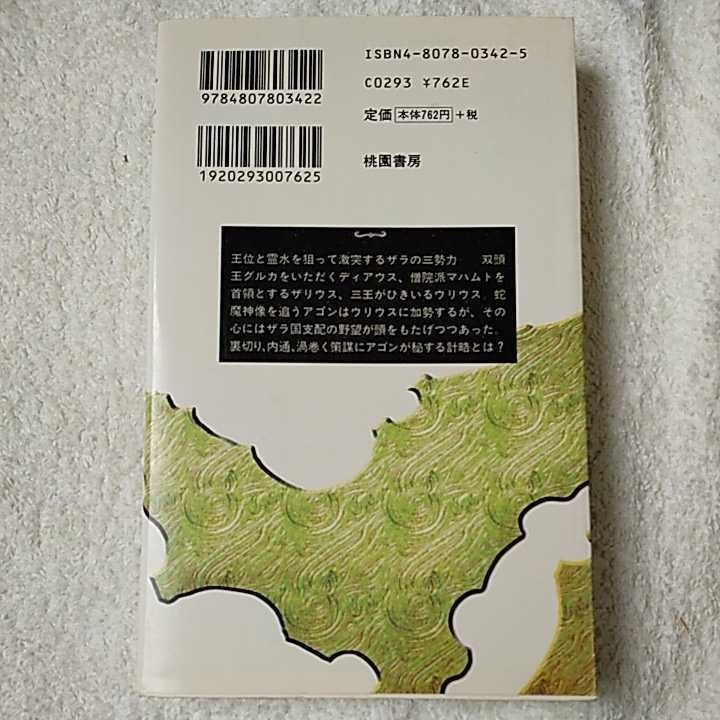 ISBN4-8078-0342-5
C0293 ¥762E
定価 本体762円 +税
9784807803422
1920293007625
桃園書房
王位と霊水を狙って激突するザラの三勢力 双頭
王グルカをいただくディアウス、僧院派マハムトを
首領とするザリウス、三王がひきいるウリウス。蛇
魔神像を追うアゴンはウリウスに加勢するが、その
心にはザラ国支配の野望が頭をもたげつつあった。
裏切り、内通、渦巻く策謀にアゴンが秘する計略とは？